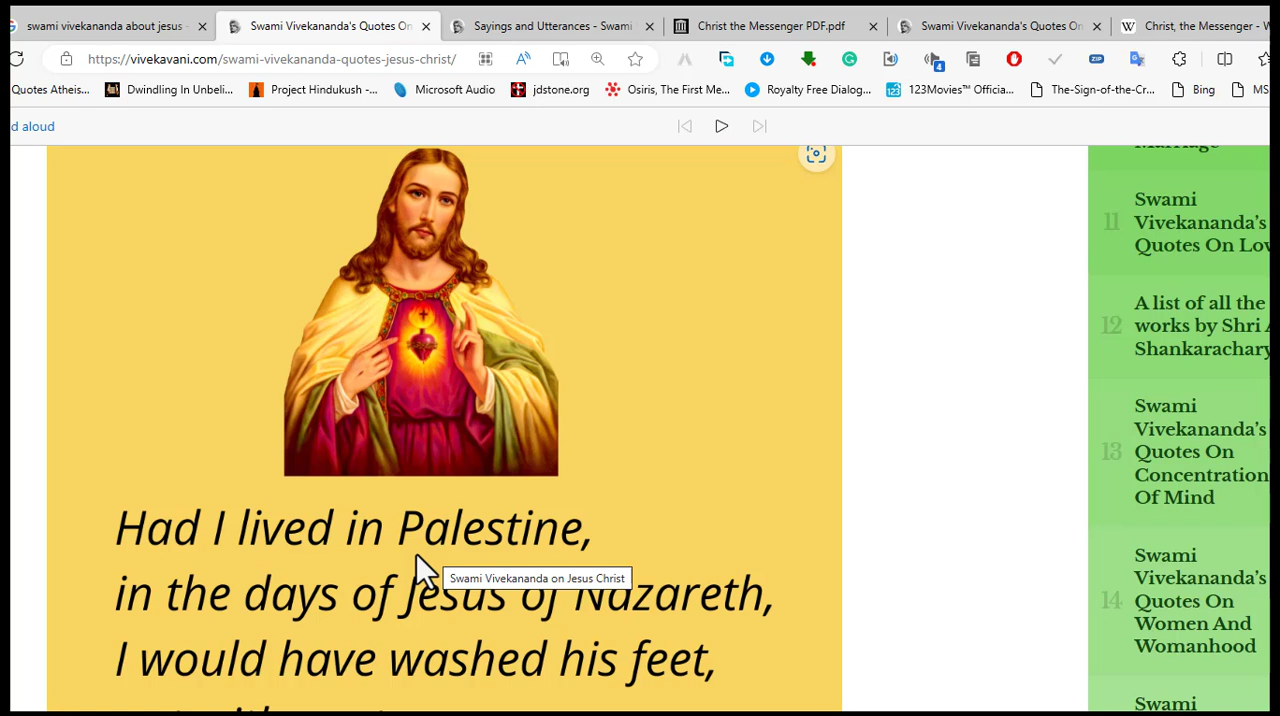 swami vivekananda about jesus -
Swami Vivekananda's Quotes On
Sayings and Utterances - Swami
Christ the Messenger PDF.pdf
Swami Vivekananda's Quotes On
Christ, the Messenger - W
https://vivekavani.com/swami-vivekananda-quotes-jesus-christ/
4
ZIP
Quotes Atheis...
Dwindling In Unbeli...
Project Hindukush -...
Microsoft Audio
jdstone.org
Osiris, The First Me...
Royalty Free Dialog...
123
123Movies™ Officia...
The-Sign-of-the-Cr...
Bing
MS
d aloud
Had I lived in Palestine,
in the days of Jesus of Nazareth,
I would have washed his feet,
Swami Vivekananda on Jesus Christ
Marriage
11
Swami
Vivekananda's
Quotes On Lov
12
A list of all the
works by Shri A
Shankarachary
13
Swami
Vivekananda's
Quotes On
Concentration
Of Mind
14
Swami
Vivekananda's
Quotes On
Women And
Womanhood
Swami